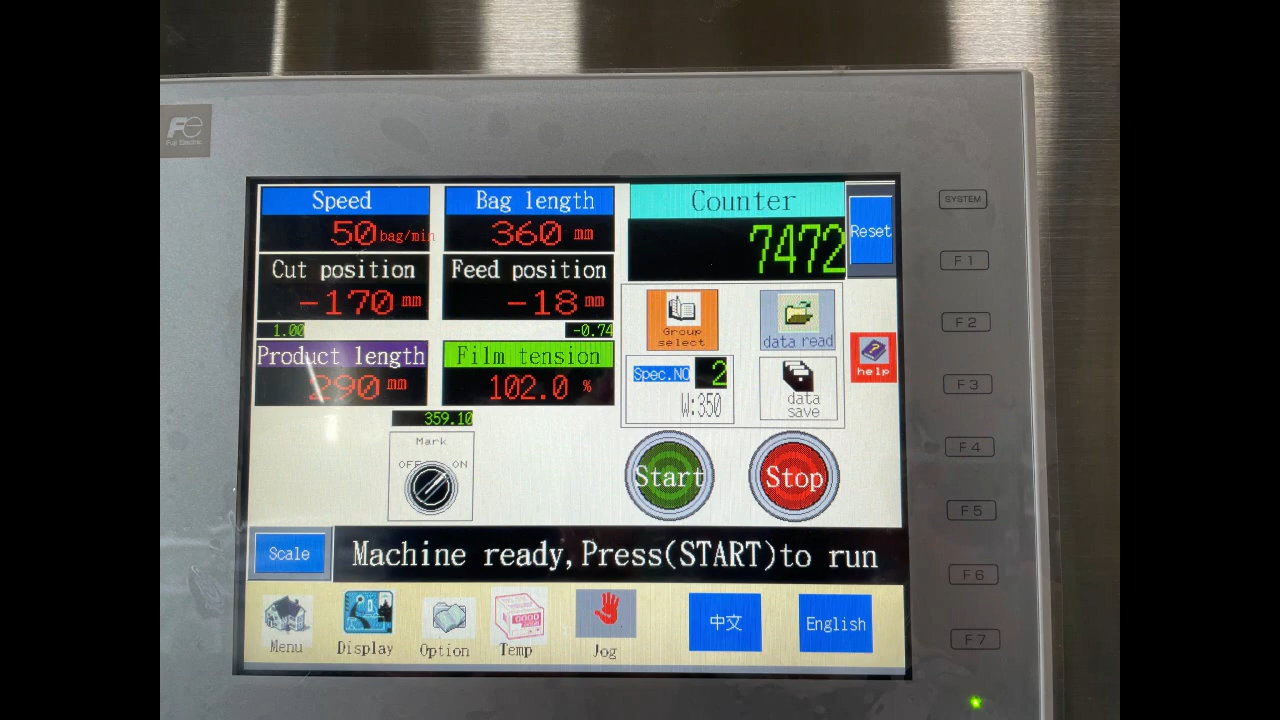 Fe
Fuji Electric
Speed
50 bag/min
Bag length
360 mm
Counter
7472
Reset
Cut position
-170 mm
Feed position
-18 mm
1.00
-0.74
Product length
290 mm
Film tension
102.0 %
359.10
Group
select
data read
Spec.NO 2
W:350
data
save
help
Mark
OFF ON
Start
Stop
Scale
Machine ready,Press(START)to run
Menu
Display
Option
Temp
Jog
中文
English
SYSTEM
F1
F2
F3
F4
F5
F6
F7